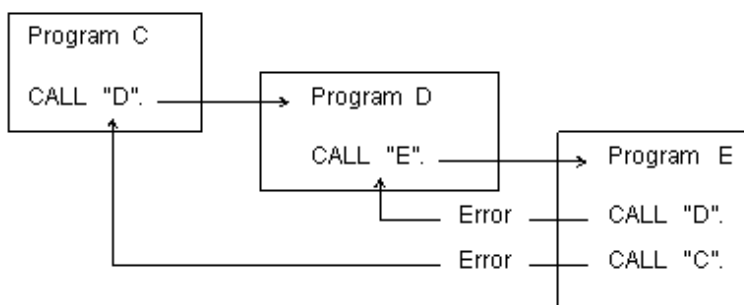 Program C
CALL "D".
Program D
CALL "E".
Program E
Error
CALL "D".
Error
CALL "C".